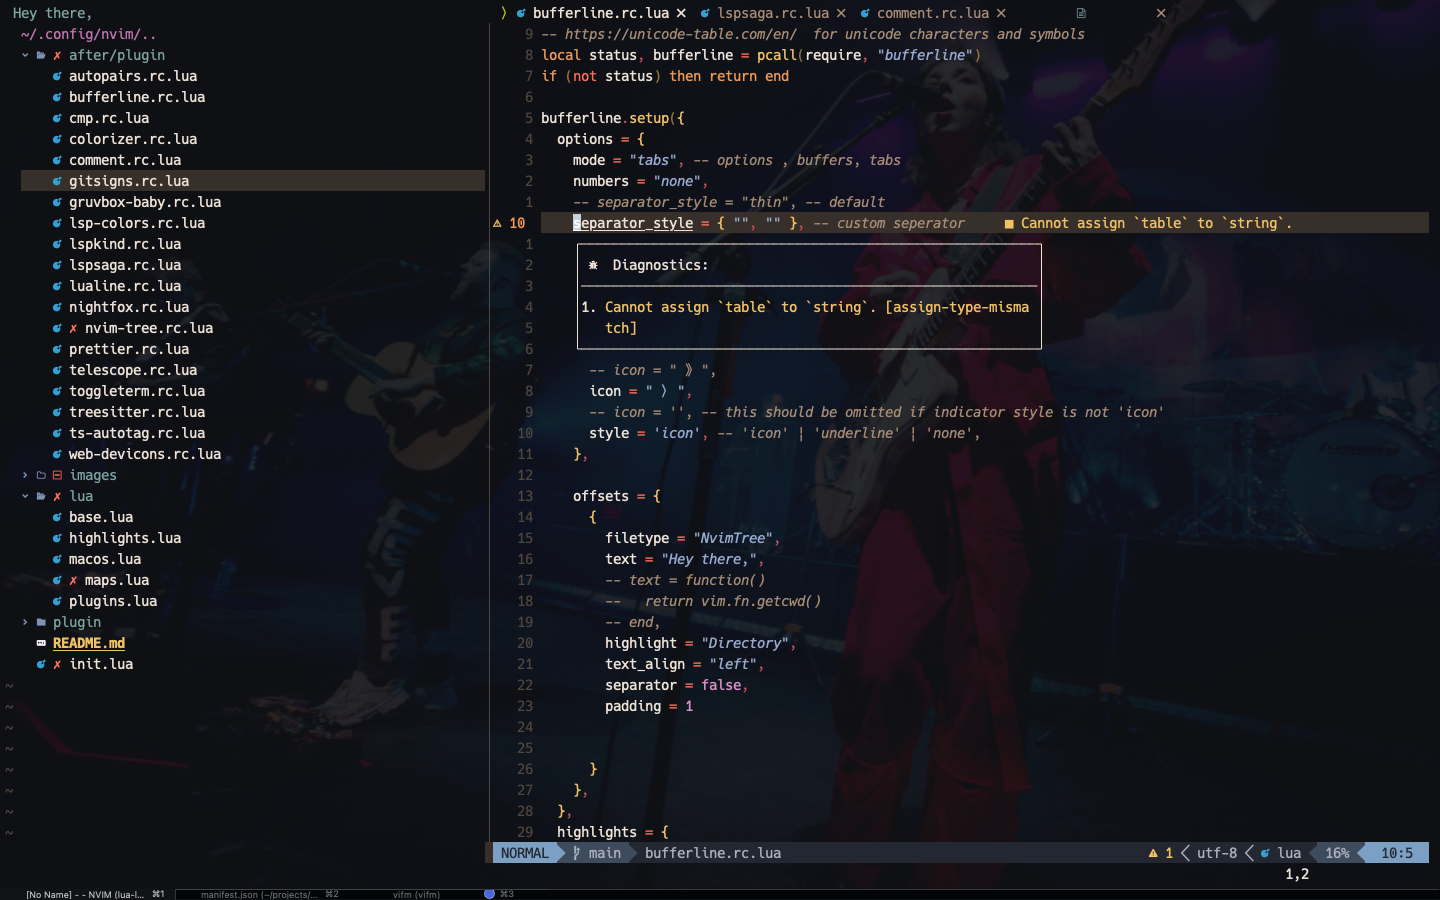 Hey there,
~/.config/nvim/..
after/plugin
autopairs.rc.lua
bufferline.rc.lua
cmp.rc.lua
colorizer.rc.lua
comment.rc.lua
gitsigns.rc.lua
gruvbox-baby.rc.lua
lsp-colors.rc.lua
lspkind.rc.lua
lspsaga.rc.lua
lualine.rc.lua
nightfox.rc.lua
✗ nvim-tree.rc.lua
prettier.rc.lua
telescope.rc.lua
toggleterm.rc.lua
treesitter.rc.lua
ts-autotag.rc.lua
web-devicons.rc.lua
images
✗ lua
base.lua
highlights.lua
macos.lua
✗ maps.lua
plugins.lua
plugin
README.md
✗ init.lua
~
~
~
~
~
~
~
~
bufferline.rc.lua ✕ lspsaga.rc.lua ✕ comment.rc.lua ✕ ✕
9 -- https://unicode-table.com/en/  for unicode characters and symbols
8 local status, bufferline = pcall(require, "bufferline")
7 if (not status) then return end
6
5 bufferline.setup({
4 options = {
3 mode = "tabs", -- options , buffers, tabs
2 numbers = "none",
1 -- separator_style = "thin", -- default
10 separator_style = { "", "" }, -- custom seperator ■ Cannot assign `table` to `string`.
1
2 Diagnostics:
3
4 1. Cannot assign `table` to `string`. [assign-type-misma
5 tch]
6
7 -- icon = " 》 ",
8 icon = " 〉 ",
9 -- icon = '', -- this should be omitted if indicator style is not 'icon'
10 style = 'icon', -- 'icon' | 'underline' | 'none',
11 },
12
13 offsets = {
14 {
15 filetype = "NvimTree",
16 text = "Hey there,",
17 -- text = function()
18 --   return vim.fn.getcwd()
19 -- end,
20 highlight = "Directory",
21 text_align = "left",
22 separator = false,
23 padding = 1
24
25
26 }
27 },
28 },
29 highlights = {
NORMAL main bufferline.rc.lua 1 utf-8 lua 16% 10:5
1,2
[No Name] - - NVIM (lua-l... ⌘1 manifest.json (~/projects/... ⌘2 vifm (vifm) ⌘3